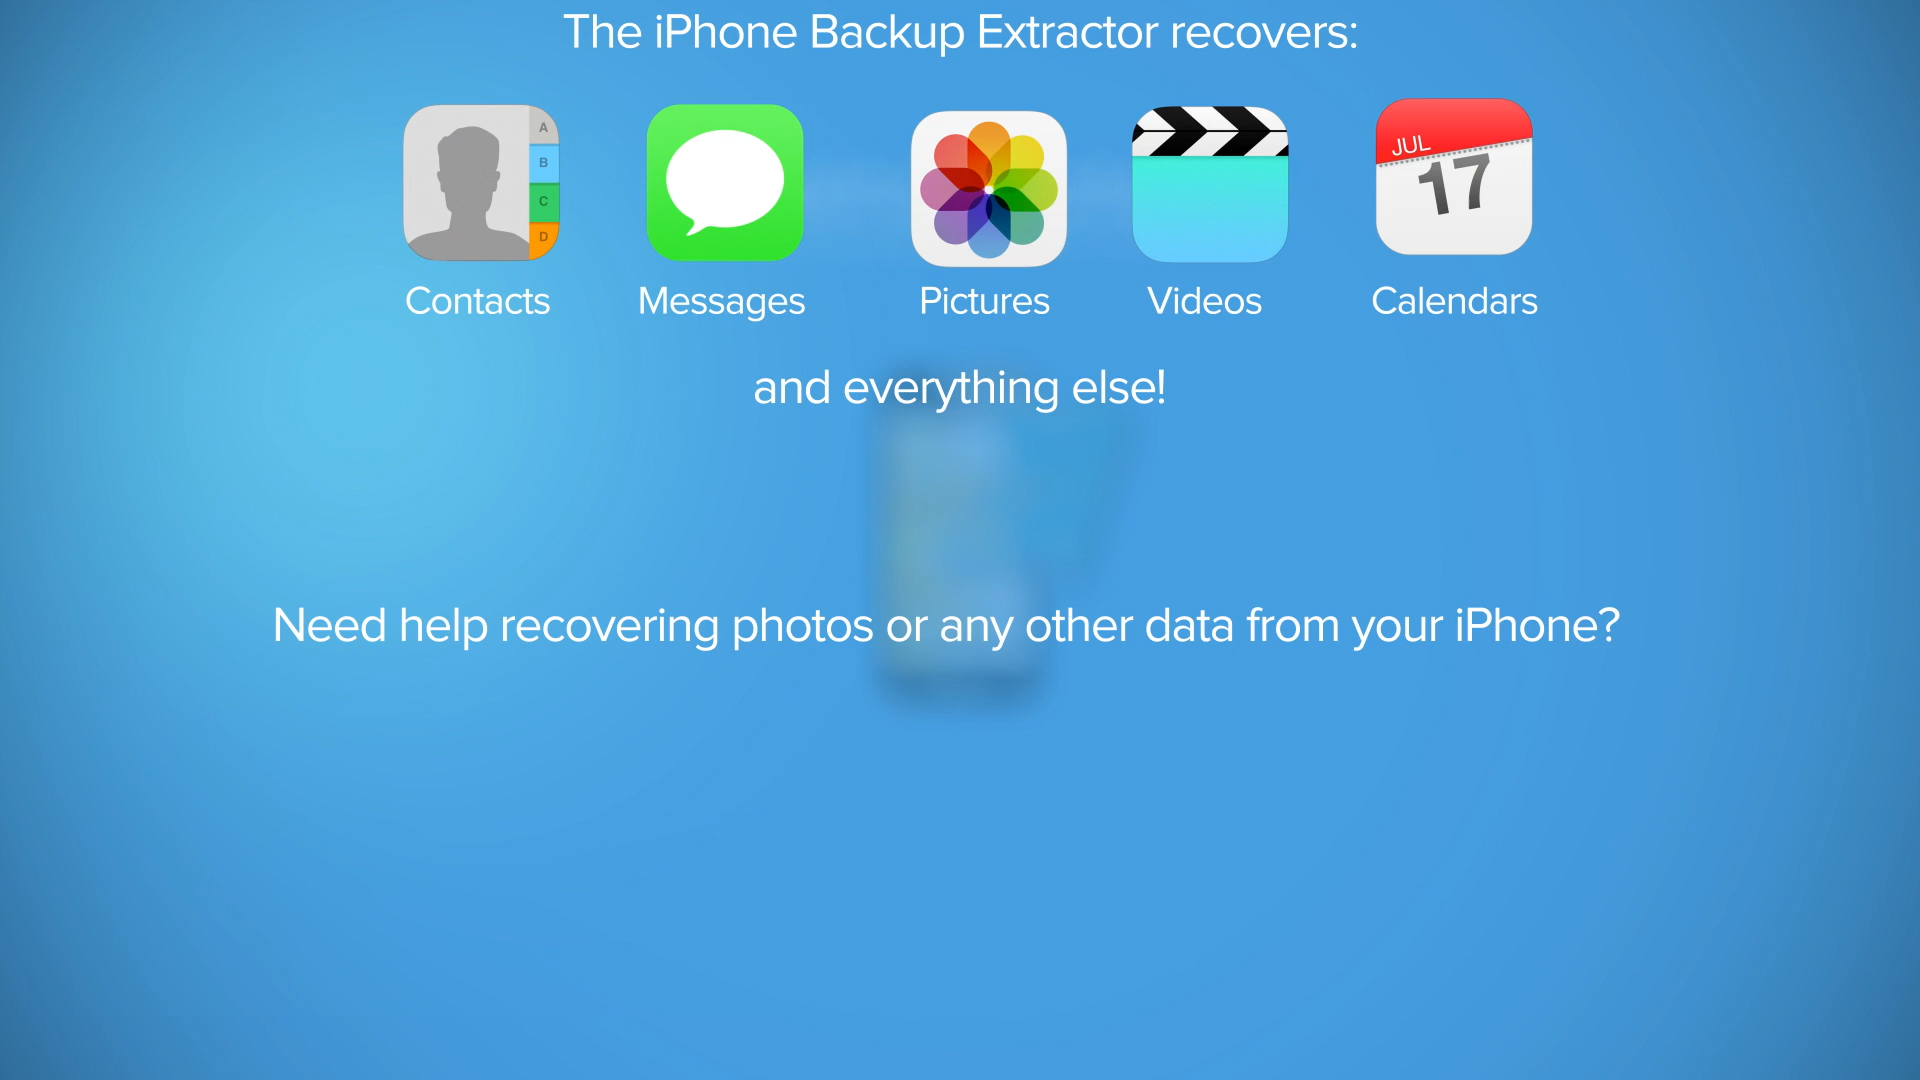 The iPhone Backup Extractor recovers:
A
B
C
D
JUL
17
Contacts Messages Pictures Videos Calendars
and everything else!
Need help recovering photos or any other data from your iPhone?